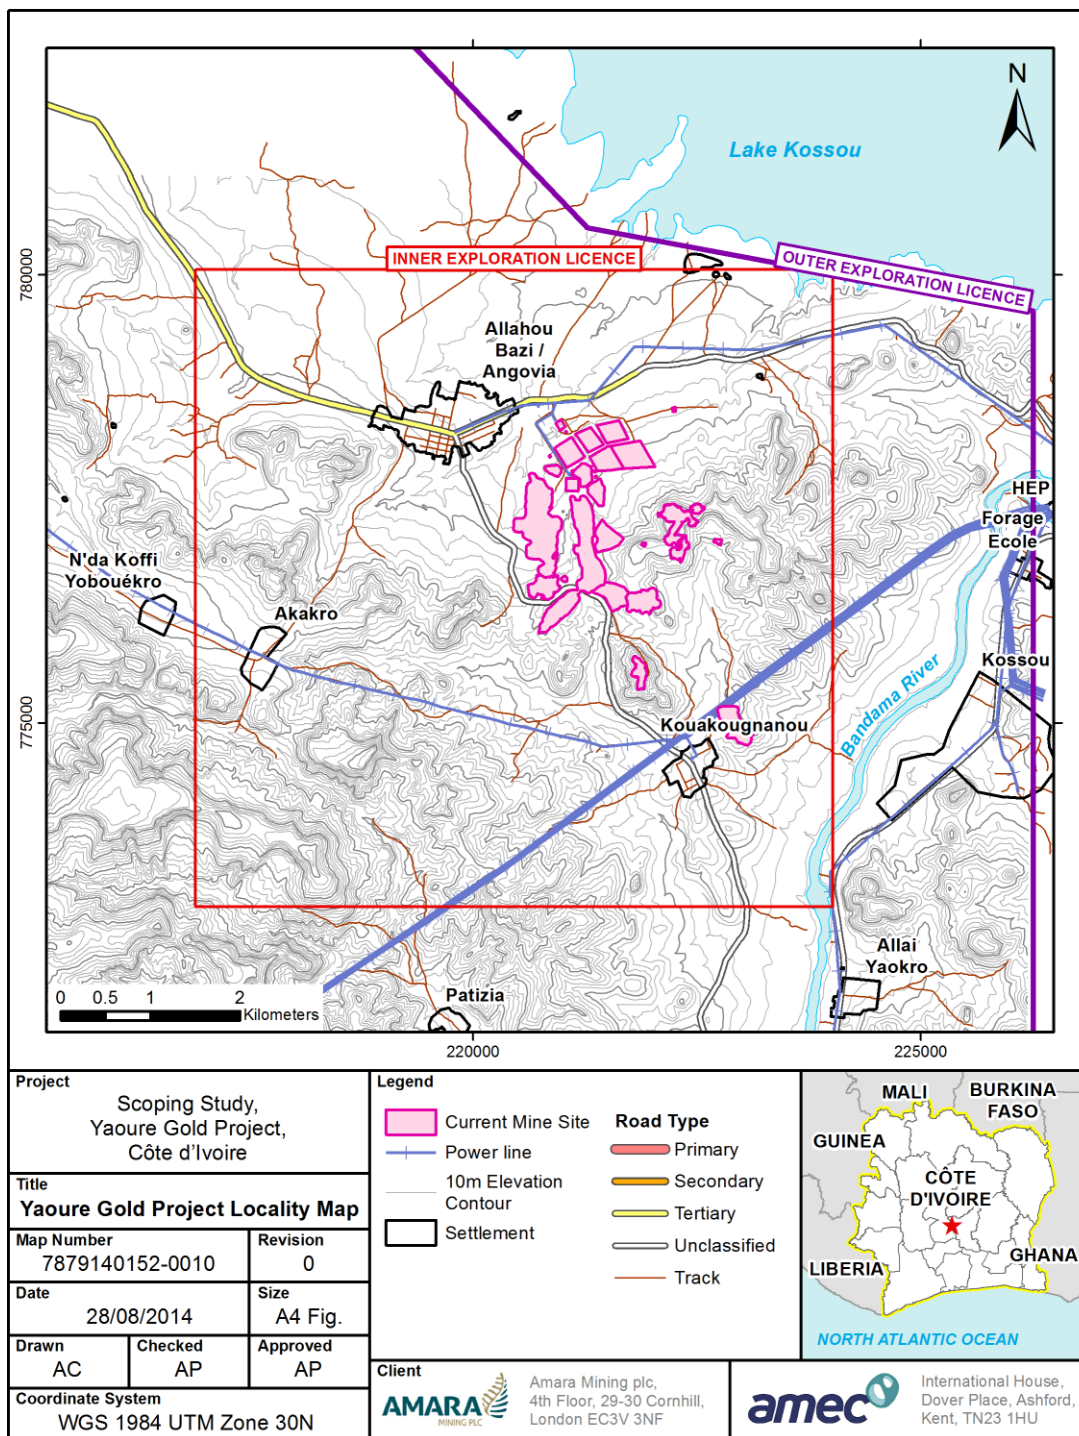 N
Lake Kossou
780000
INNER EXPLORATION LICENCE
OUTER EXPLORATION LICENCE
Allahou
Bazi /
Angovia
HEP
Forage
Ecole
N'da Koffi
Yobouékro
Akakro
Kossou
Bandama River
775000
Kouakougnanou
Allai
Yaokro
Patizia
0 0.5 1 2
Kilometers
220000
225000
Project
Scoping Study,
Yaoure Gold Project,
Côte d'Ivoire
Title
Yaoure Gold Project Locality Map
Map Number
7879140152-0010
Revision
0
Date
28/08/2014
Size
A4 Fig.
Drawn
AC
Checked
AP
Approved
AP
Coordinate System
WGS 1984 UTM Zone 30N
Legend
Current Mine Site
Power line
10m Elevation
Contour
Settlement
Road Type
Primary
Secondary
Tertiary
Unclassified
Track
MALI
BURKINA
FASO
GUINEA
CÔTE
D'IVOIRE
GHANA
LIBERIA
NORTH ATLANTIC OCEAN
Client
AMARA
MINING PLC
Amara Mining plc,
4th Floor, 29-30 Cornhill,
London EC3V 3NF
amec
International House,
Dover Place, Ashford,
Kent, TN23 1HU